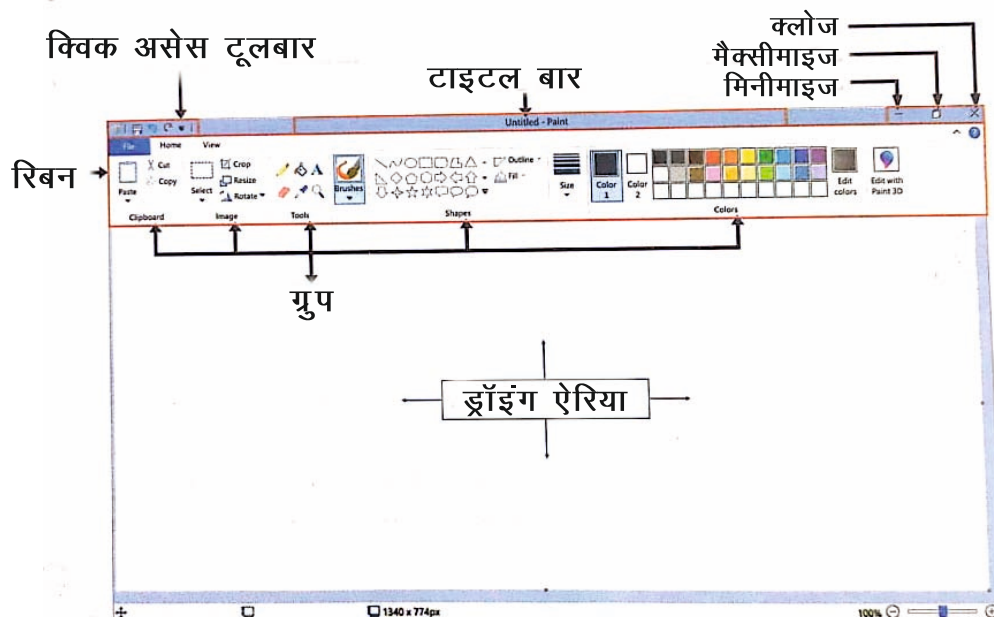 क्विक असेस टूलबार
क्लोज
मैक्सीमाइज
टाइटल बार
मिनीमाइज
Untitled - Paint
File Home View
रिबन
Paste
Cut
Copy
Select
Crop
Resize
Rotate
A
Brushes
Outline
Fill
Size
Color 1
Color 2
Edit colors
Edit with Paint 3D
Clipboard Image Tools Shapes Colors
ग्रुप
ड्रॉइंग ऐरिया
1340 x 774px
100%